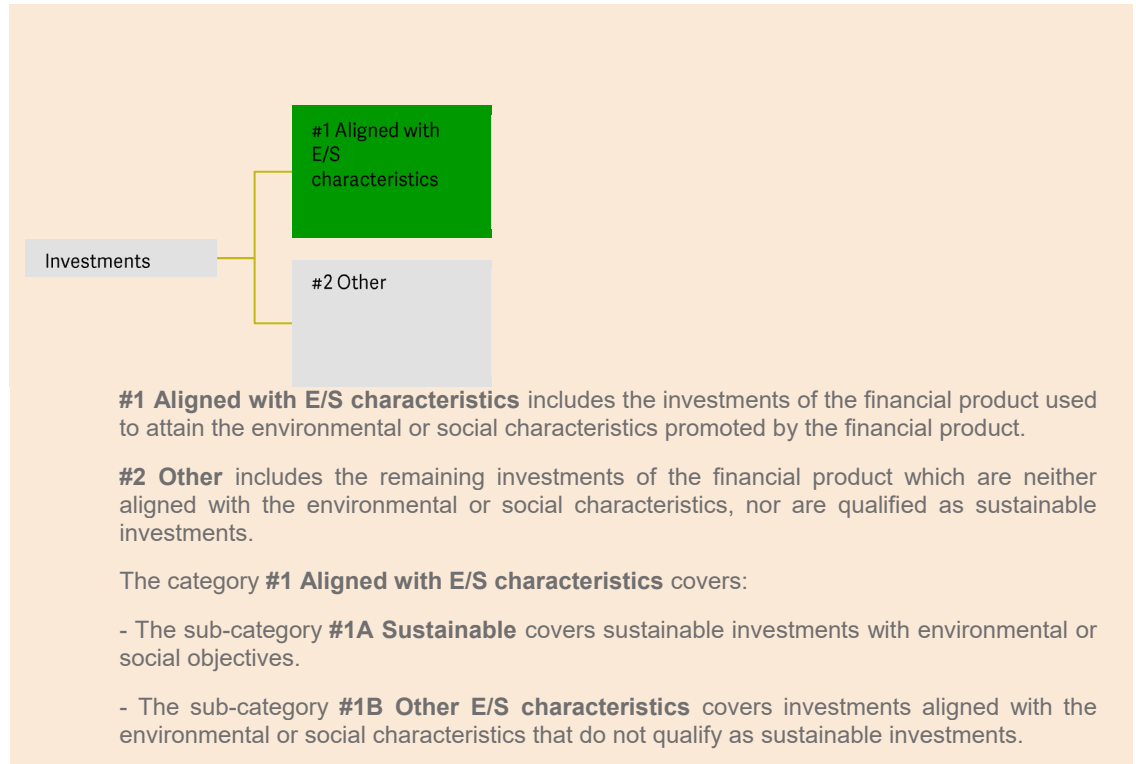 #1 Aligned with
E/S
characteristics
Investments
#2 Other
#1 Aligned with E/S characteristics includes the investments of the financial product used
to attain the environmental or social characteristics promoted by the financial product.
#2 Other includes the remaining investments of the financial product which are neither
aligned with the environmental or social characteristics, nor are qualified as sustainable
investments.
The category #1 Aligned with E/S characteristics covers:
- The sub-category #1A Sustainable covers sustainable investments with environmental or
social objectives.
- The sub-category #1B Other E/S characteristics covers investments aligned with the
environmental or social characteristics that do not qualify as sustainable investments.